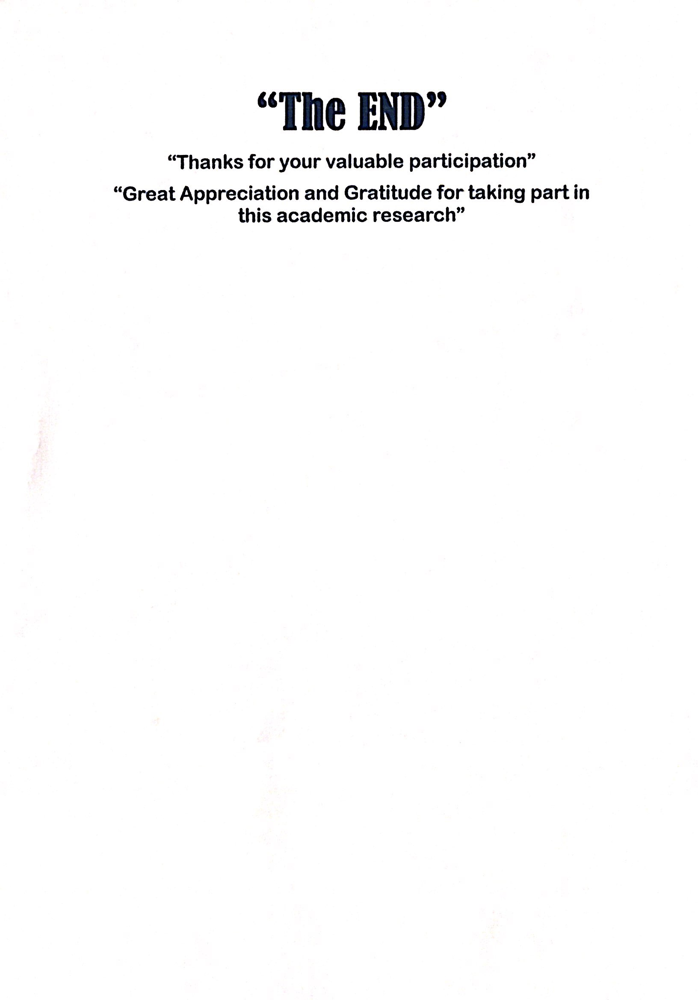 “The END”
“Thanks for your valuable participation”
“Great Appreciation and Gratitude for taking part in
this academic research”